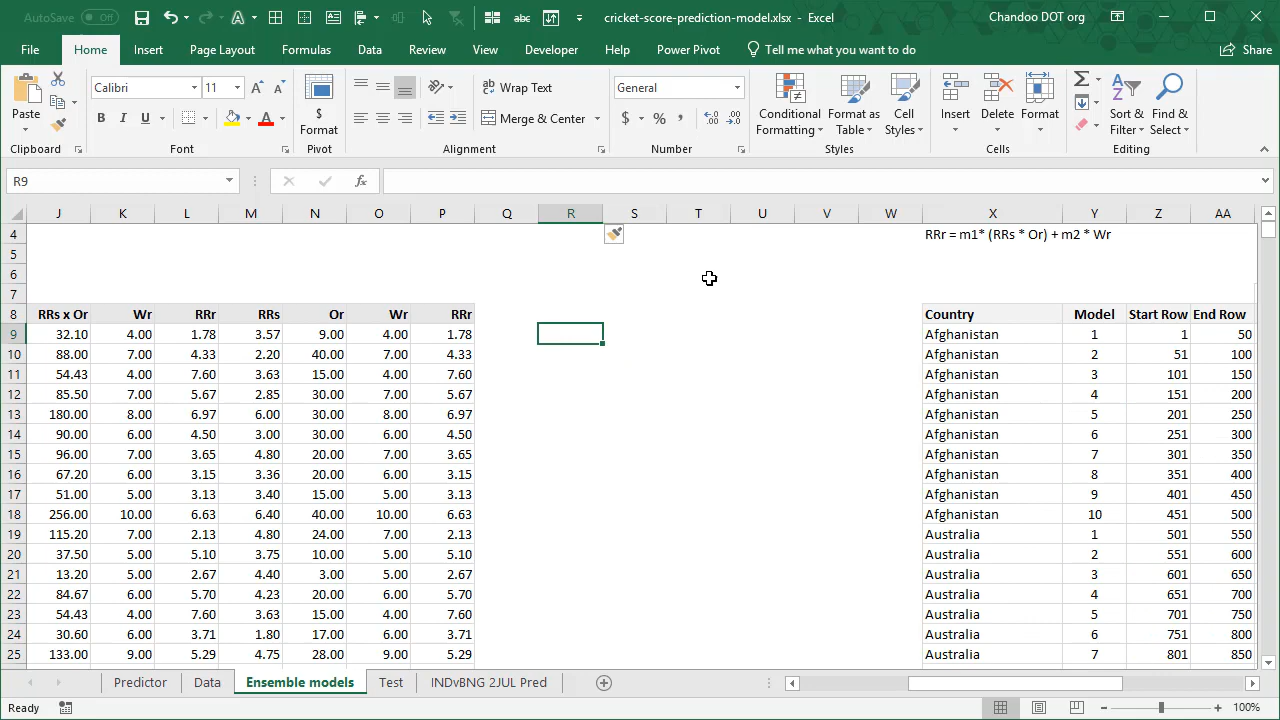 AutoSave Off
cricket-score-prediction-model.xlsx - Excel
Chandoo DOT org
File Home Insert Page Layout Formulas Data Review View Developer Help Power Pivot Tell me what you want to do Share
Paste
Calibri 11
B I U
$ Format Pivot
Wrap Text
Merge & Center
General
$ % ,
Conditional Formatting
Format as Table
Cell Styles
Insert Delete Format
Sort & Filter
Find & Select
Clipboard Font Pivot Alignment Number Styles Cells Editing
R9 fx
J K L M N O P Q R S T U V W X Y Z AA
4 RRr = m1* (RRs * Or) + m2 * Wr
5
6
7
8 RRs x Or Wr RRr RRs Or Wr RRr Country Model Start Row End Row
9 32.10 4.00 1.78 3.57 9.00 4.00 1.78 Afghanistan 1 1 50
10 88.00 7.00 4.33 2.20 40.00 7.00 4.33 Afghanistan 2 51 100
11 54.43 4.00 7.60 3.63 15.00 4.00 7.60 Afghanistan 3 101 150
12 85.50 7.00 5.67 2.85 30.00 7.00 5.67 Afghanistan 4 151 200
13 180.00 8.00 6.97 6.00 30.00 8.00 6.97 Afghanistan 5 201 250
14 90.00 6.00 4.50 3.00 30.00 6.00 4.50 Afghanistan 6 251 300
15 96.00 7.00 3.65 4.80 20.00 7.00 3.65 Afghanistan 7 301 350
16 67.20 6.00 3.15 3.36 20.00 6.00 3.15 Afghanistan 8 351 400
17 51.00 5.00 3.13 3.40 15.00 5.00 3.13 Afghanistan 9 401 450
18 256.00 10.00 6.63 6.40 40.00 10.00 6.63 Afghanistan 10 451 500
19 115.20 7.00 2.13 4.80 24.00 7.00 2.13 Australia 1 501 550
20 37.50 5.00 5.10 3.75 10.00 5.00 5.10 Australia 2 551 600
21 13.20 5.00 2.67 4.40 3.00 5.00 2.67 Australia 3 601 650
22 84.67 6.00 5.70 4.23 20.00 6.00 5.70 Australia 4 651 700
23 54.43 4.00 7.60 3.63 15.00 4.00 7.60 Australia 5 701 750
24 30.60 6.00 3.71 1.80 17.00 6.00 3.71 Australia 6 751 800
25 133.00 9.00 5.29 4.75 28.00 9.00 5.29 Australia 7 801 850
Predictor Data Ensemble models Test INDvBNG 2JUL Pred
Ready 100%